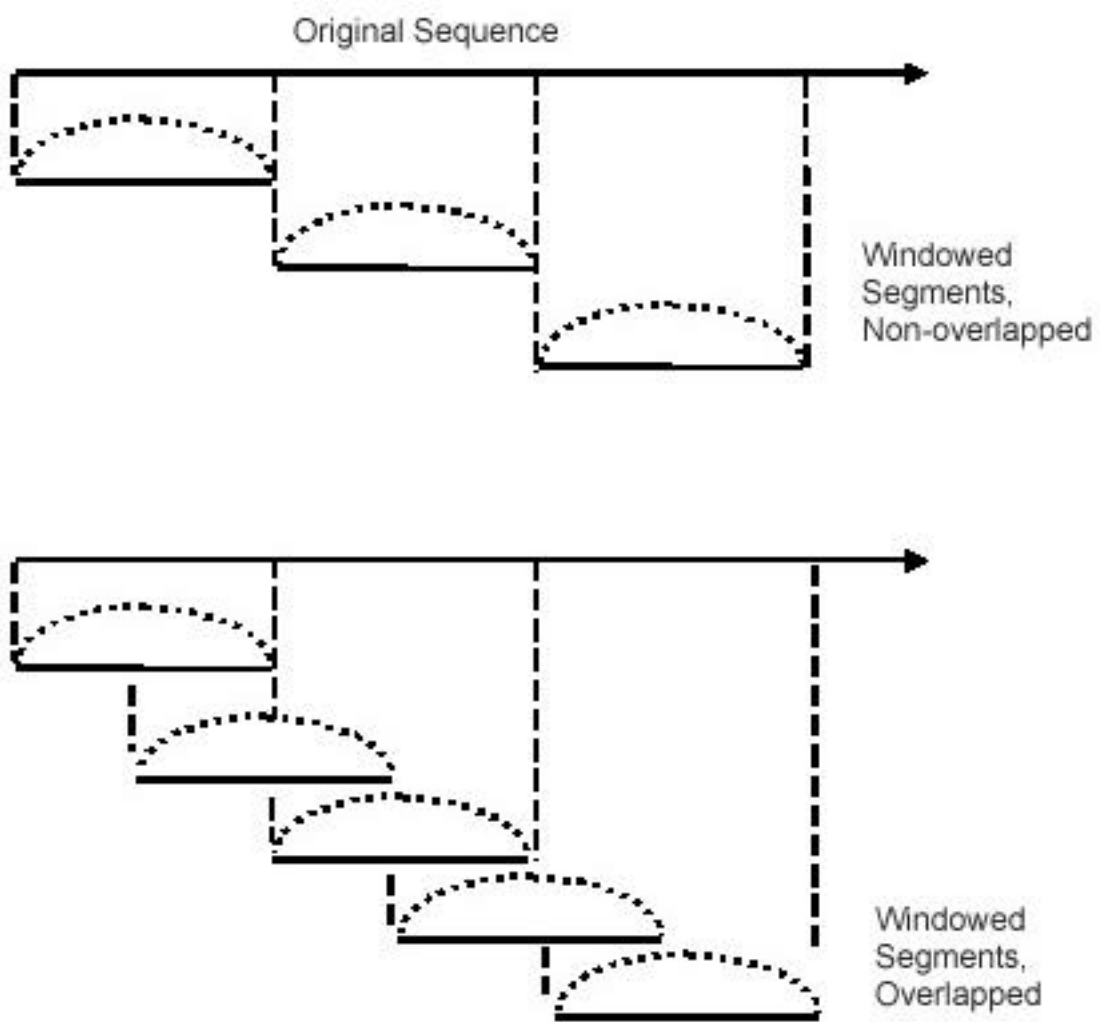 Original Sequence
Windowed
Segments,
Non-overlapped
Windowed
Segments,
Overlapped